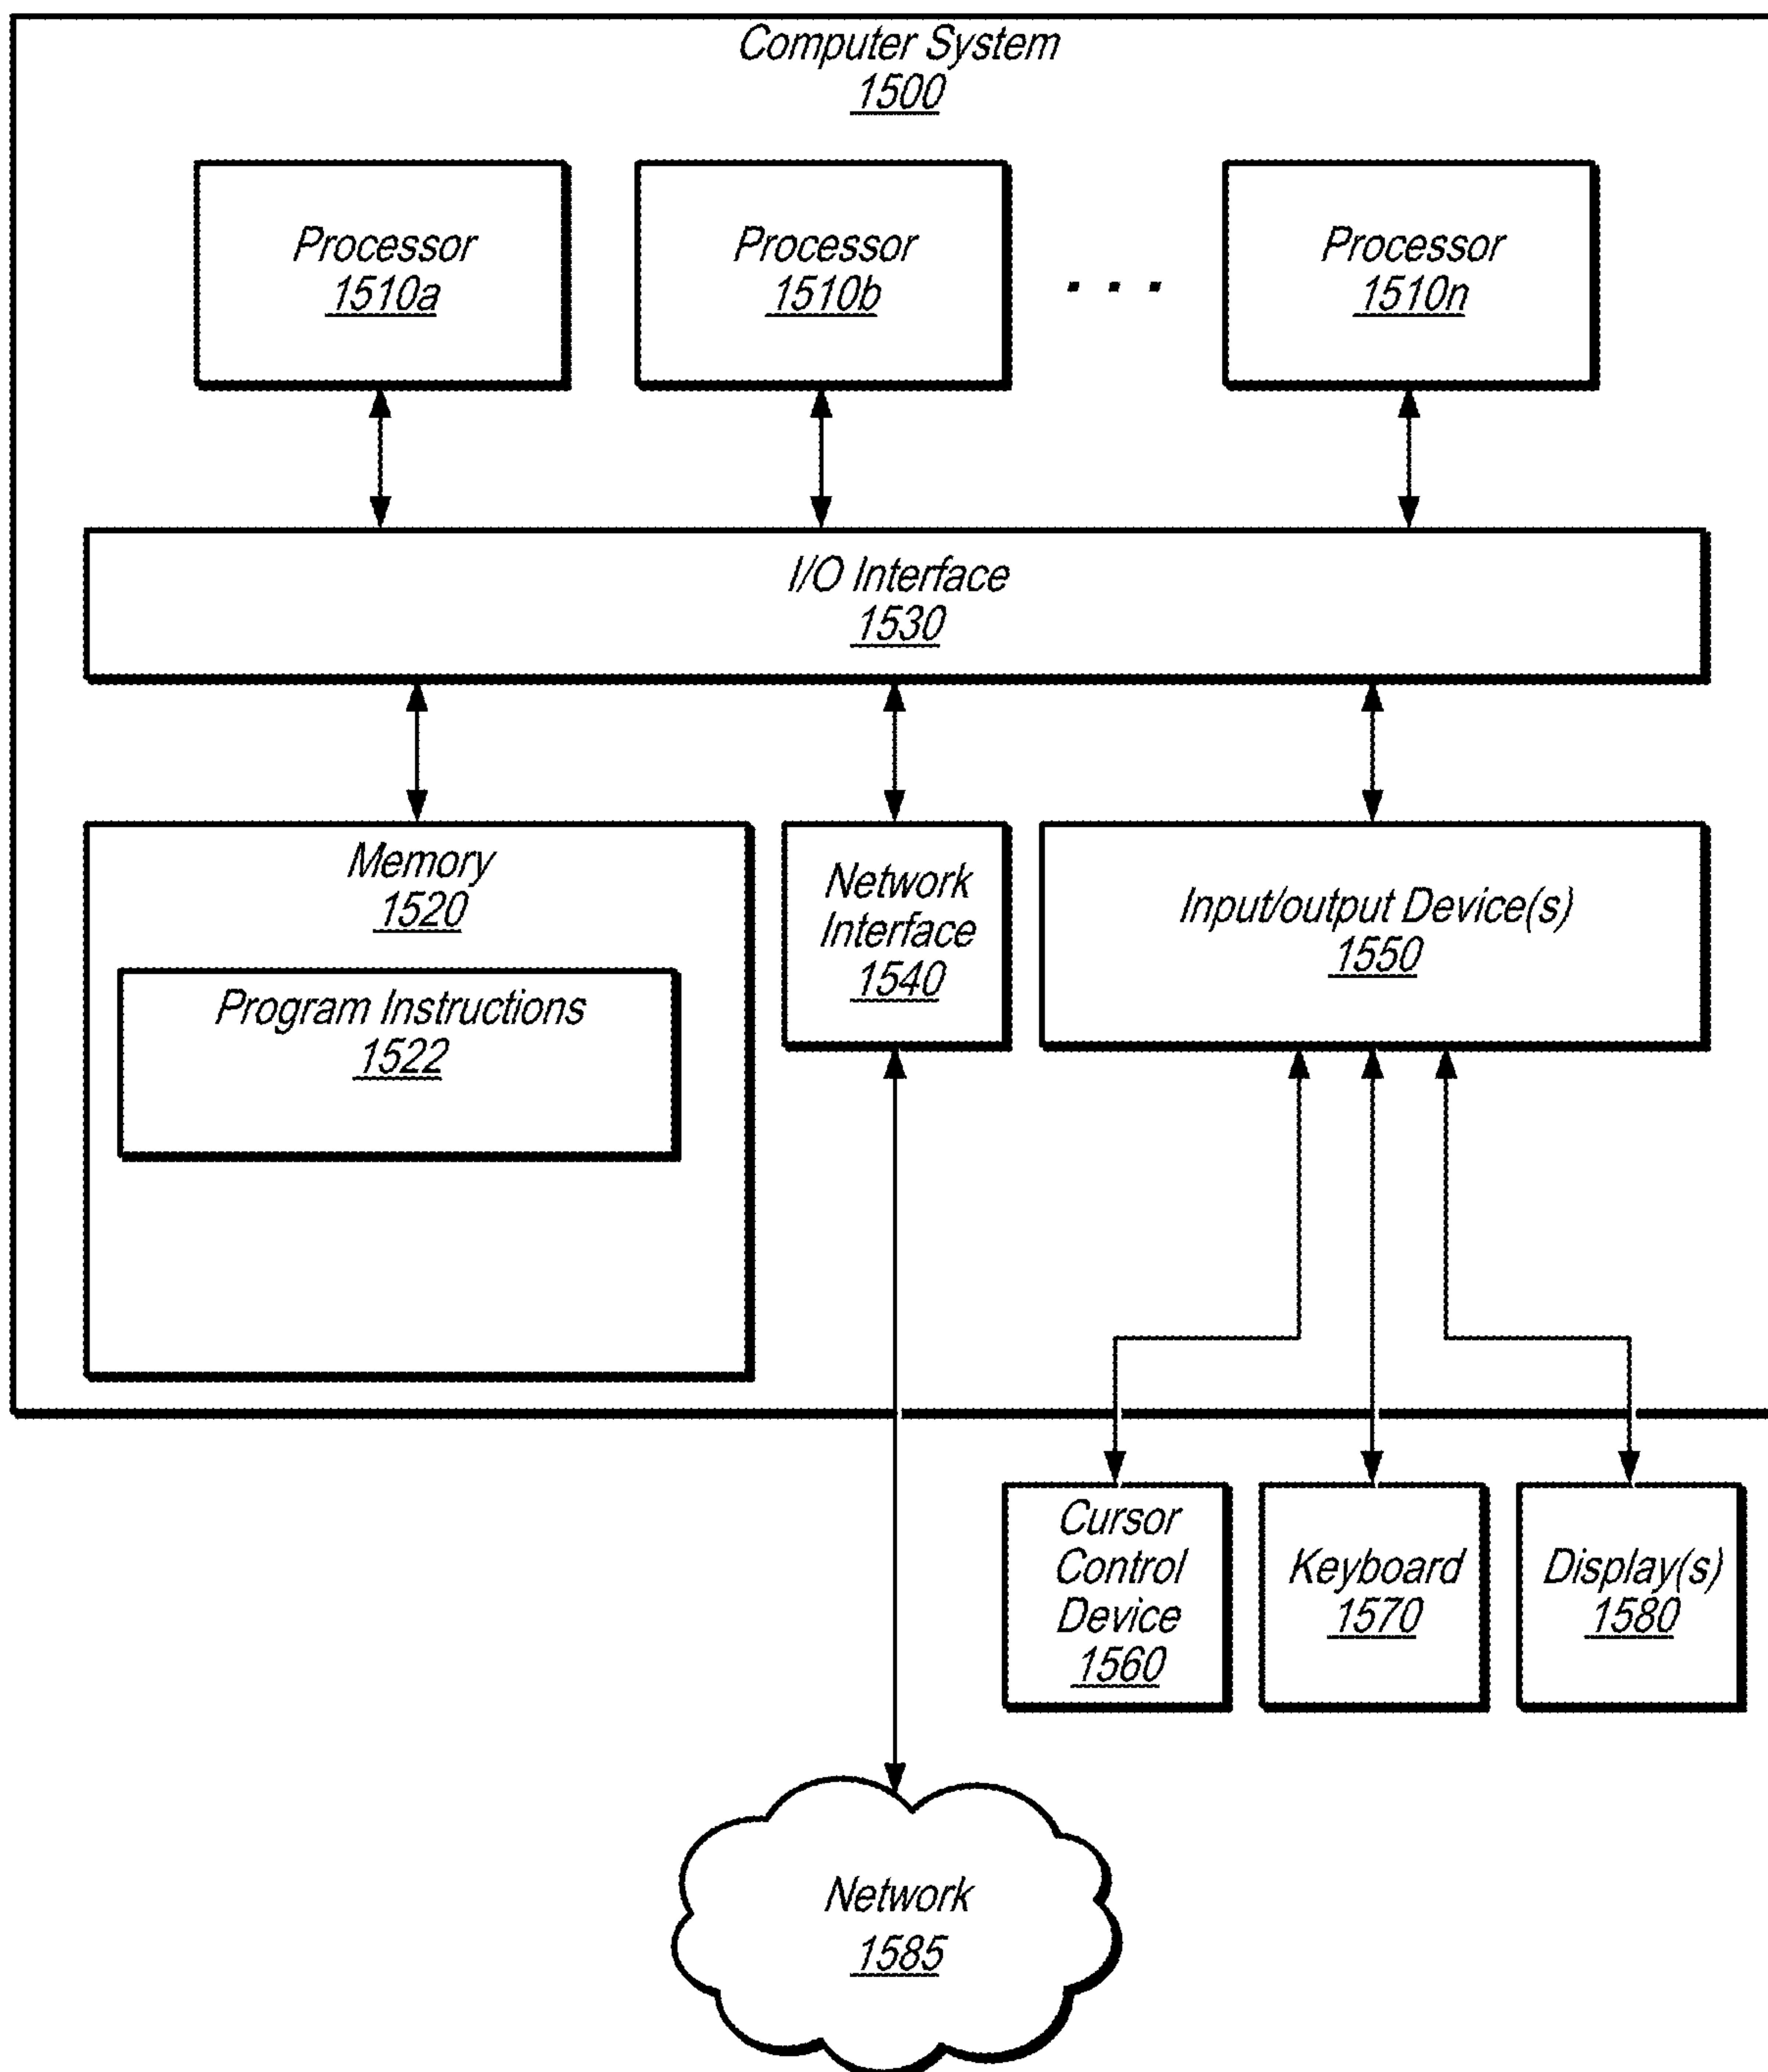 Computer System
1500
Processor
1510a
Processor
1510b
. . .
Processor
1510n
I/O Interface
1530
Memory
1520
Program Instructions
1522
Network
Interface
1540
Input/output Device(s)
1550
Cursor
Control
Device
1560
Keyboard
1570
Display(s)
1580
Network
1585